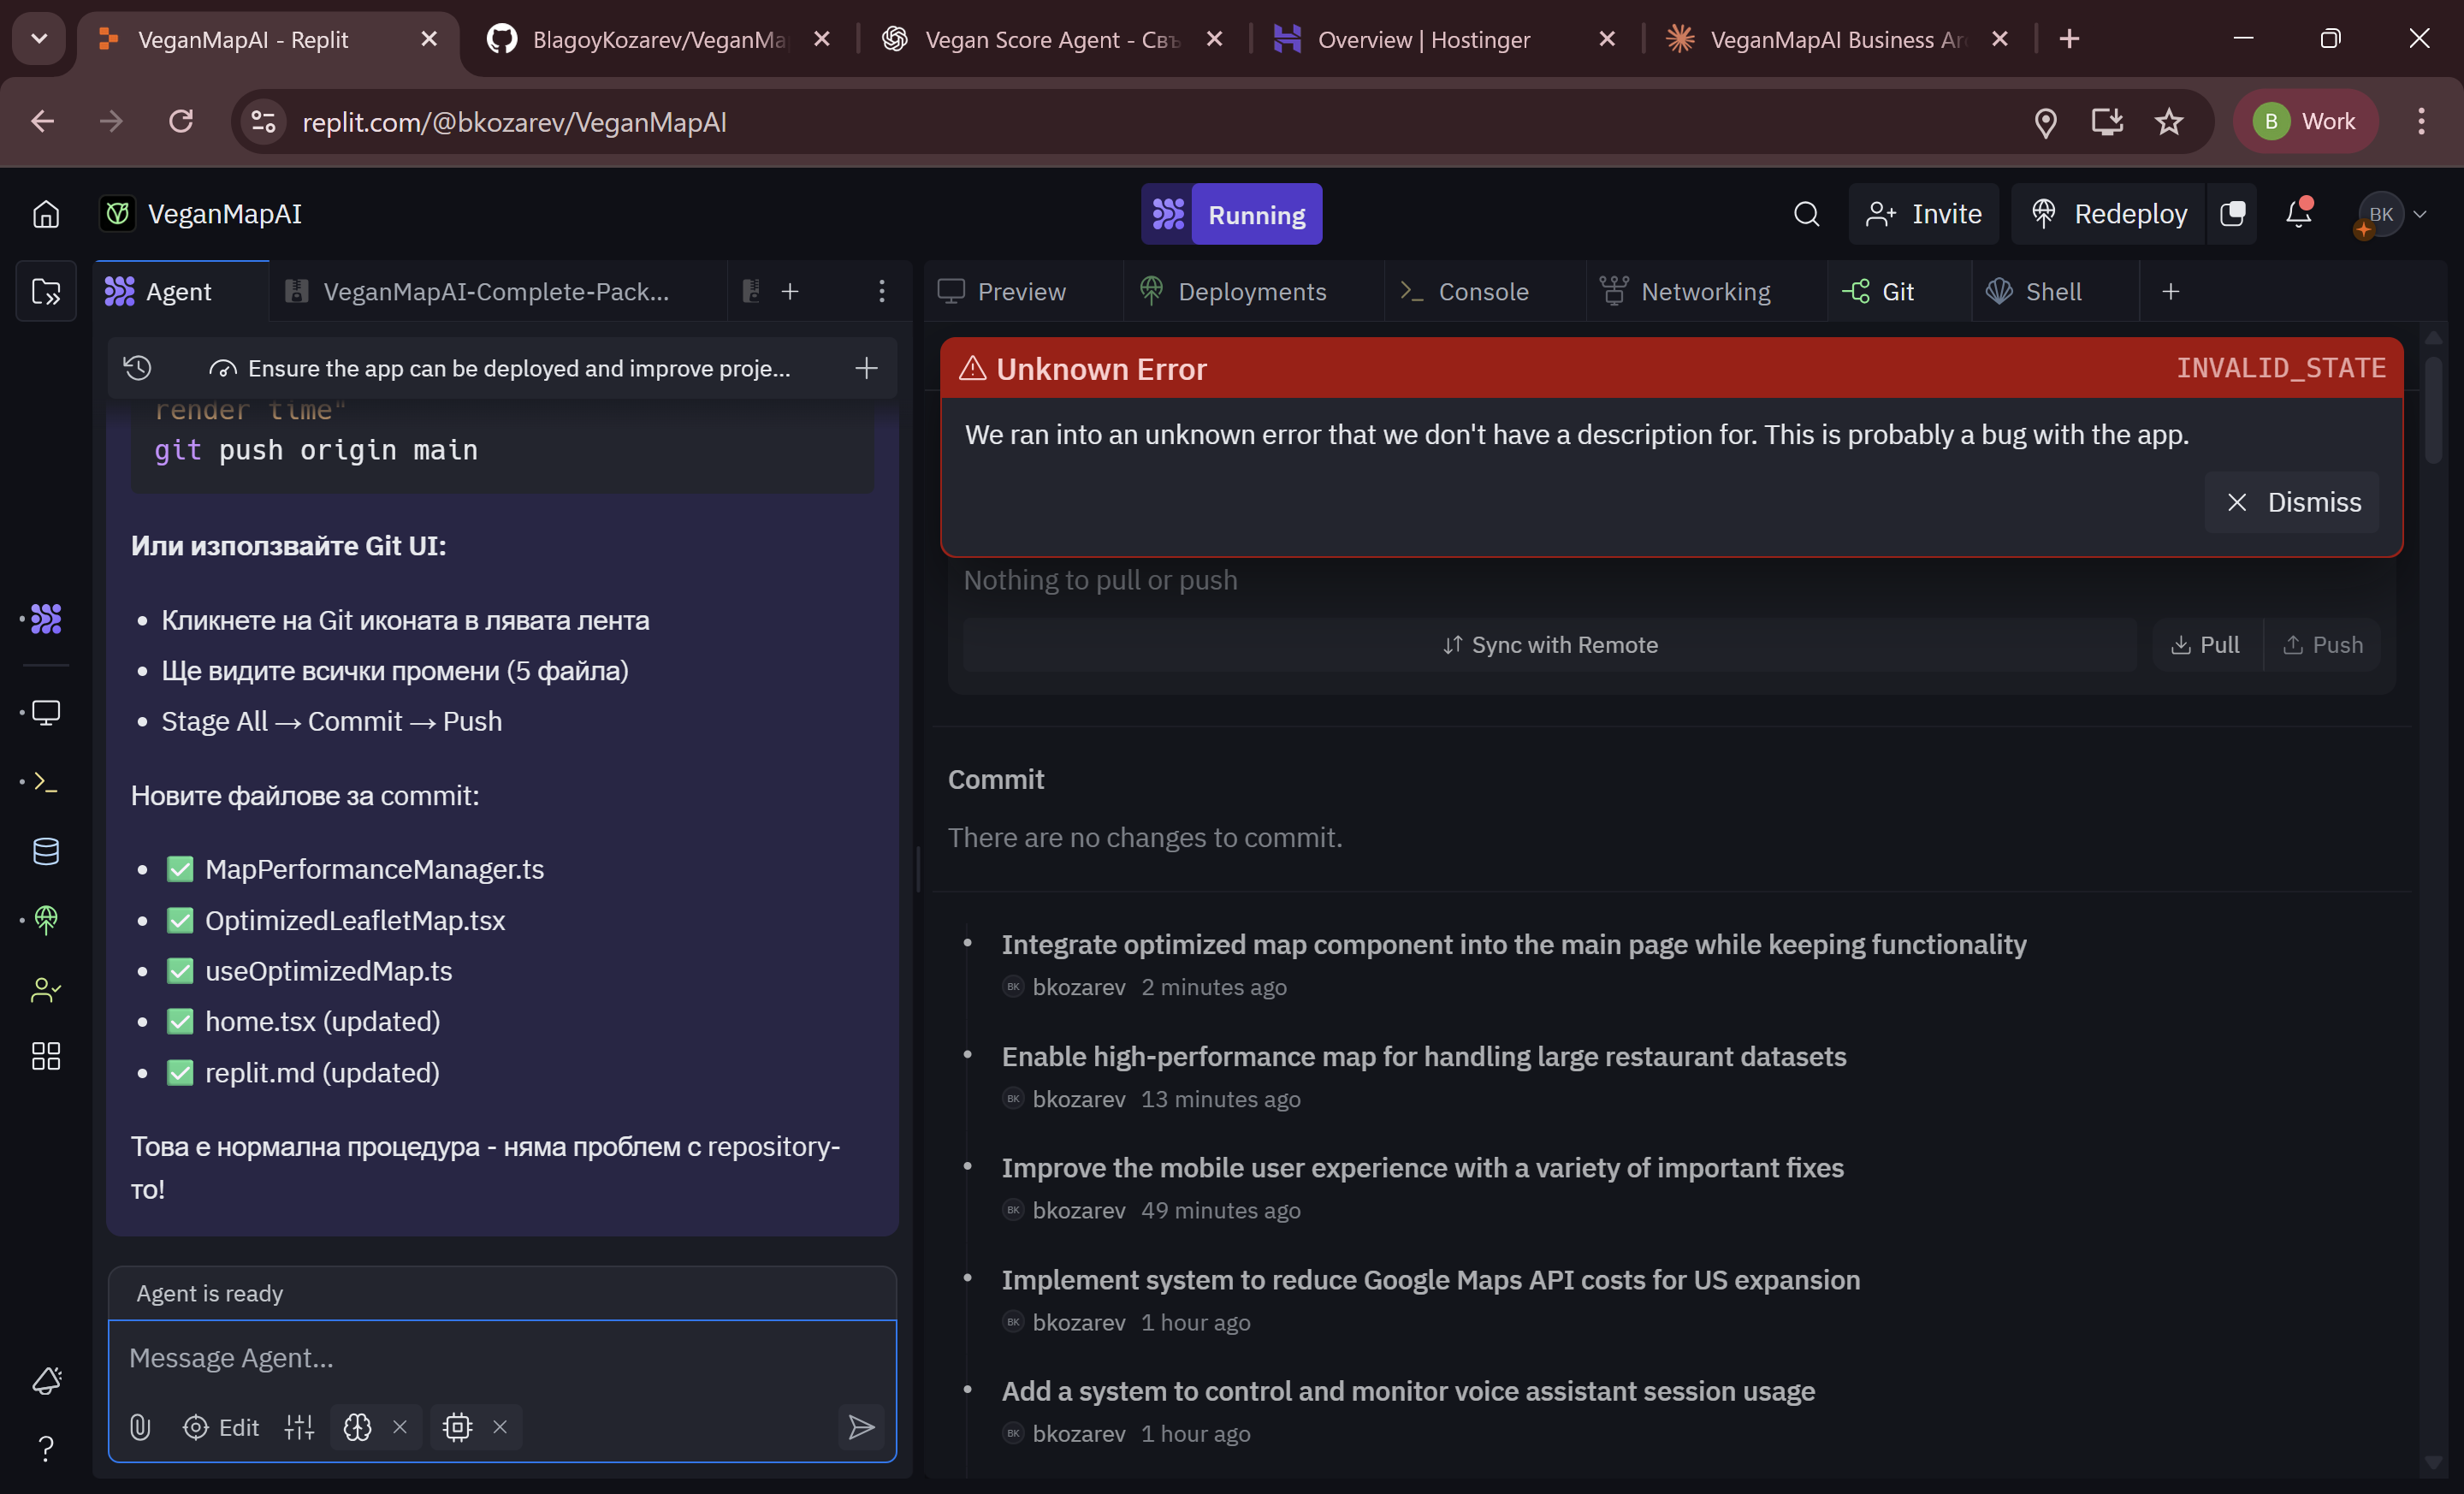 VeganMapAI - Replit
BlagoyKozarev/VeganMa
Vegan Score Agent - Свъ
Overview | Hostinger
VeganMapAI Business Ar
replit.com/@bkozarev/VeganMapAI
B
Work
VeganMapAI
Running
Invite
Redeploy
BK
Agent
VeganMapAI-Complete-Pack...
Preview
Deployments
Console
Networking
Git
Shell
Ensure the app can be deployed and improve proje...
render time"
git push origin main
Или използвайте Git UI:
• Кликнете на Git иконата в лявата лента
• Ще видите всички промени (5 файла)
• Stage All → Commit → Push
Новите файлове за commit:
• ✅ MapPerformanceManager.ts
• ✅ OptimizedLeafletMap.tsx
• ✅ useOptimizedMap.ts
• ✅ home.tsx (updated)
• ✅ replit.md (updated)
Това е нормална процедура - няма проблем с repository-
то!
Agent is ready
Message Agent...
Edit
Unknown Error
INVALID_STATE
We ran into an unknown error that we don't have a description for. This is probably a bug with the app.
Dismiss
Nothing to pull or push
Sync with Remote
Pull
Push
Commit
There are no changes to commit.
• Integrate optimized map component into the main page while keeping functionality
BK bkozarev 2 minutes ago
• Enable high-performance map for handling large restaurant datasets
BK bkozarev 13 minutes ago
• Improve the mobile user experience with a variety of important fixes
BK bkozarev 49 minutes ago
• Implement system to reduce Google Maps API costs for US expansion
BK bkozarev 1 hour ago
• Add a system to control and monitor voice assistant session usage
BK bkozarev 1 hour ago